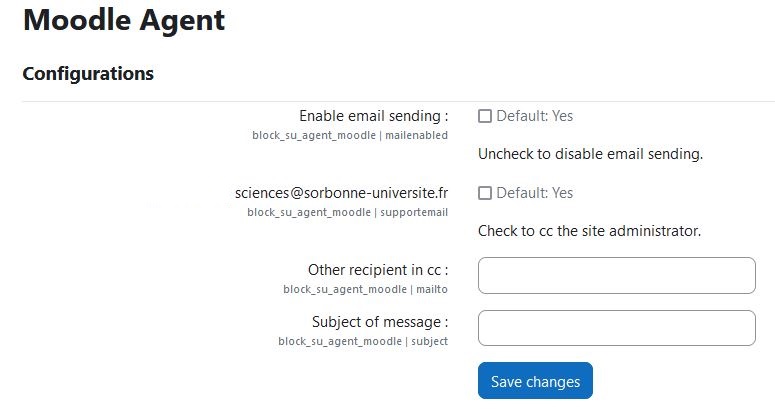 Moodle Agent
Configurations
Enable email sending :
Default: Yes
block_su_agent_moodle | mailenabled
Uncheck to disable email sending.
sciences@sorbonne-universite.fr
Default: Yes
block_su_agent_moodle | supportemail
Check to cc the site administrator.
Other recipient in cc :
block_su_agent_moodle | mailto
Subject of message :
block_su_agent_moodle | subject
Save changes